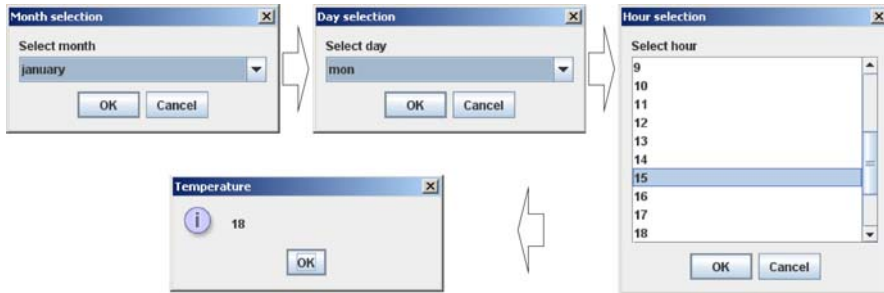 Month selection
Select month
january
OK
Cancel
Day selection
Select day
mon
OK
Cancel
Hour selection
Select hour
9
10
11
12
13
14
15
16
17
18
OK
Cancel
Temperature
i
18
OK